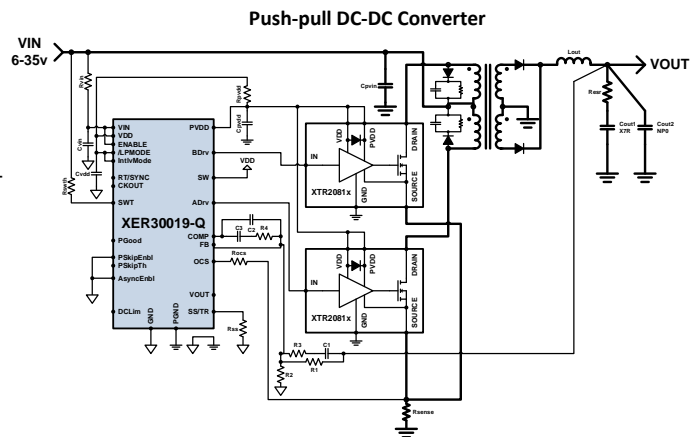 Push-pull DC-DC Converter
VIN
6-35v
VOUT
Rvin
Rpvdd
Cpvdd
Cpvin
Lout
Resr
Cout1
X7R
Cout2
NP0
Cvin
Cvdd
Rswth
VIN
VDD
ENABLE
/LPMODE
IntlvMode
RT/SYNC
CKOUT
SWT
XER30019-Q
PGood
PSkipEnbl
PSkipTh
AsyncEnbl
DCLim
GND
PGND
PVDD
BDrv
SW
VDD
ADrv
COMP
FB
OCS
VOUT
SS/TR
C3
C2
R4
Rocs
Rss
IN
VDD
PVDD
DRAIN
SOURCE
GND
XTR2081x
IN
VDD
PVDD
DRAIN
SOURCE
GND
XTR2081x
R3
C1
R1
R2
Rsense